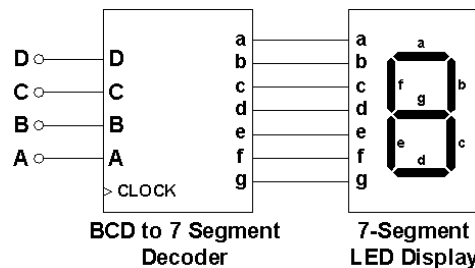 D D a a a
C C b b f b
B B c c g
A A d d e c
e e d
f f
> CLOCK g g
BCD to 7 Segment 7-Segment
Decoder LED Display